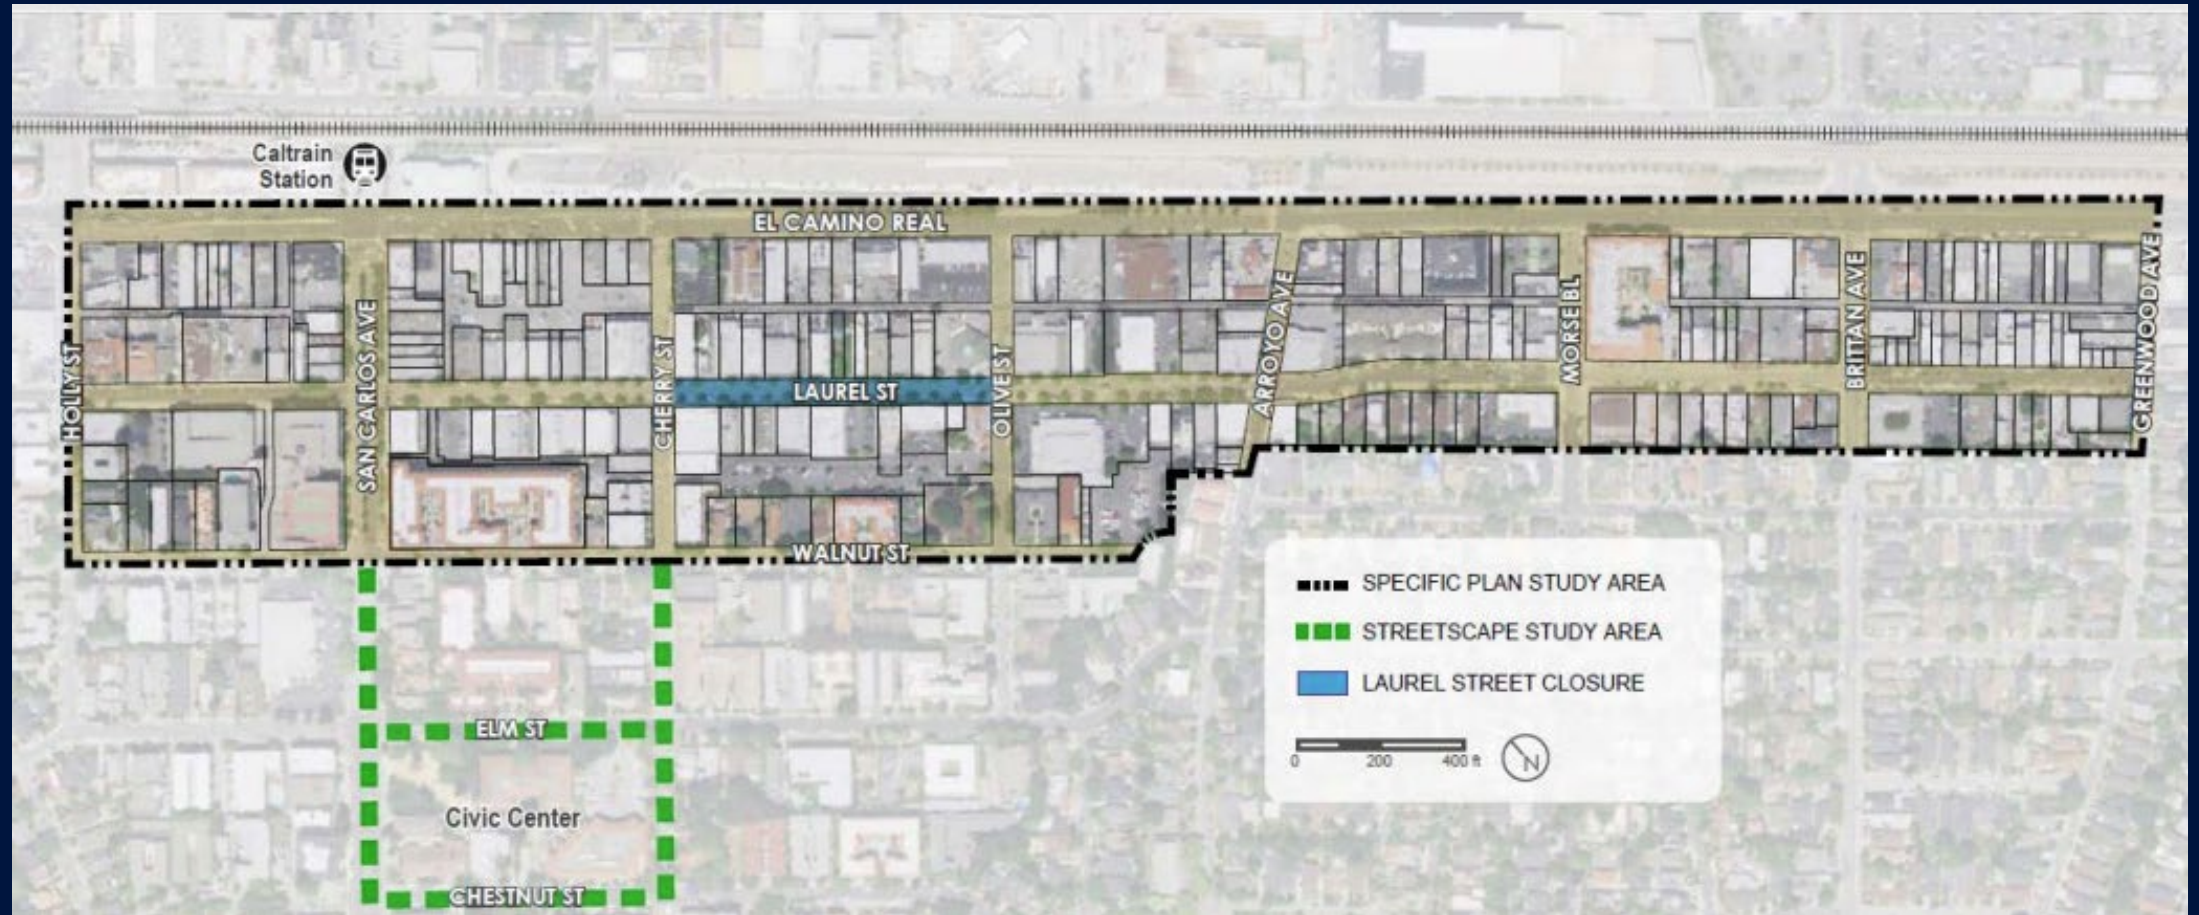 Caltrain
Station
EL CAMINO REAL
HOLLY ST
SAN CARLOS AVE
CHERRY ST
LAUREL ST
OLIVE ST
ARROYO AVE
MORSE BL
BRITTAN AVE
GREENWOOD AVE
WALNUT ST
ELM ST
Civic Center
CHESTNUT ST
SPECIFIC PLAN STUDY AREA
STREETSCAPE STUDY AREA
LAUREL STREET CLOSURE
0 200 400 ft
N